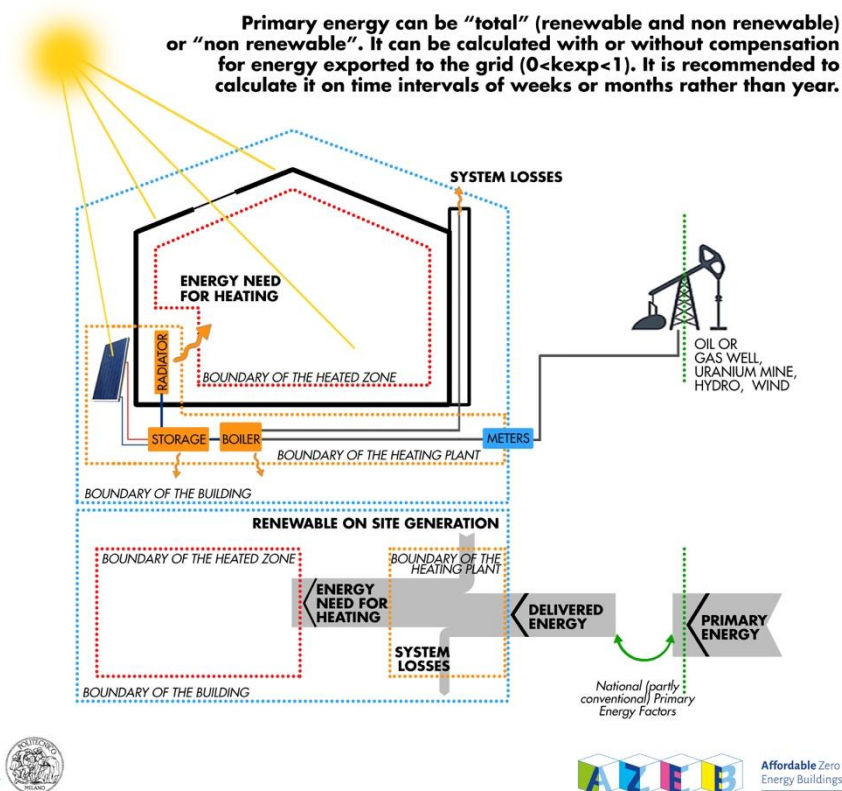 Primary energy can be “total” (renewable and non renewable)
or “non renewable”. It can be calculated with or without compensation
for energy exported to the grid (0<kexp<1). It is recommended to
calculate it on time intervals of weeks or months rather than year.
SYSTEM LOSSES
ENERGY NEED
FOR HEATING
RADIATOR
BOUNDARY OF THE HEATED ZONE
OIL OR
GAS WELL,
URANIUM MINE,
HYDRO, WIND
STORAGE
BOILER
METERS
BOUNDARY OF THE HEATING PLANT
BOUNDARY OF THE BUILDING
RENEWABLE ON SITE GENERATION
BOUNDARY OF THE HEATED ZONE
BOUNDARY OF THE
HEATING PLANT
ENERGY
NEED FOR
HEATING
DELIVERED
ENERGY
PRIMARY
ENERGY
SYSTEM
LOSSES
BOUNDARY OF THE BUILDING
National (partly
conventional) Primary
Energy Factors
POLITECNICO
MILANO
AZEB
Affordable Zero
Energy Buildings